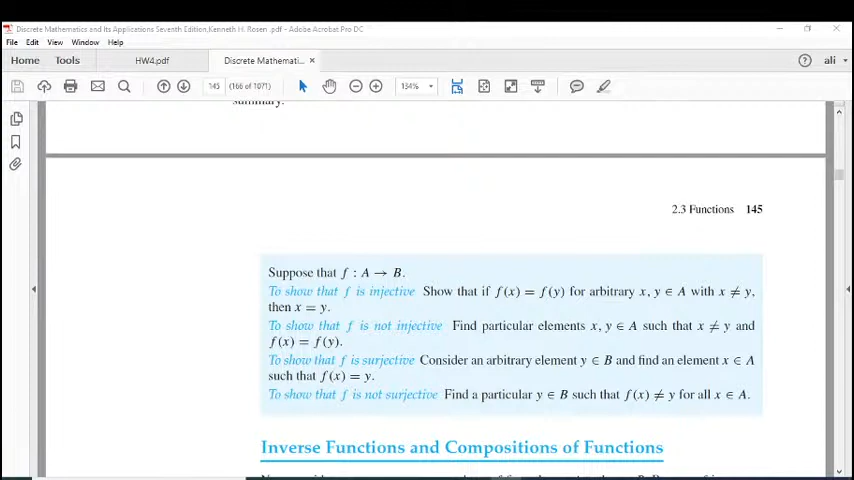 Discrete Mathematics and Its Applications Seventh Edition,Kenneth H. Rosen .pdf - Adobe Acrobat Pro DC
File Edit View Window Help
Home Tools HW4.pdf Discrete Mathemati... × ali
145 (166 of 1071) 134%
summary.
2.3 Functions 145
Suppose that f : A → B.
To show that f is injective Show that if f(x) = f(y) for arbitrary x, y ∈ A with x ≠ y,
then x = y.
To show that f is not injective Find particular elements x, y ∈ A such that x ≠ y and
f(x) = f(y).
To show that f is surjective Consider an arbitrary element y ∈ B and find an element x ∈ A
such that f(x) = y.
To show that f is not surjective Find a particular y ∈ B such that f(x) ≠ y for all x ∈ A.
Inverse Functions and Compositions of Functions